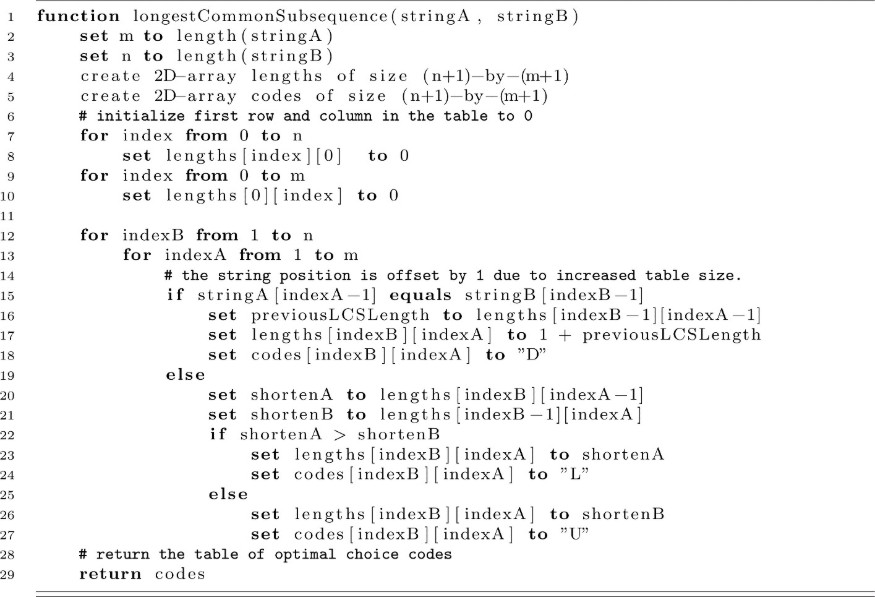 1 function longestCommonSubsequence(stringA, stringB)
2 set m to length(stringA)
3 set n to length(stringB)
4 create 2D-array lengths of size (n+1)-by-(m+1)
5 create 2D-array codes of size (n+1)-by-(m+1)
6 # initialize first row and column in the table to 0
7 for index from 0 to n
8 set lengths[index][0] to 0
9 for index from 0 to m
10 set lengths[0][index] to 0
11
12 for indexB from 1 to n
13 for indexA from 1 to m
14 # the string position is offset by 1 due to increased table size.
15 if stringA[indexA-1] equals stringB[indexB-1]
16 set previousLCSLength to lengths[indexB-1][indexA-1]
17 set lengths[indexB][indexA] to 1 + previousLCSLength
18 set codes[indexB][indexA] to "D"
19 else
20 set shortenA to lengths[indexB][indexA-1]
21 set shortenB to lengths[indexB-1][indexA]
22 if shortenA > shortenB
23 set lengths[indexB][indexA] to shortenA
24 set codes[indexB][indexA] to "L"
25 else
26 set lengths[indexB][indexA] to shortenB
27 set codes[indexB][indexA] to "U"
28 # return the table of optimal choice codes
29 return codes